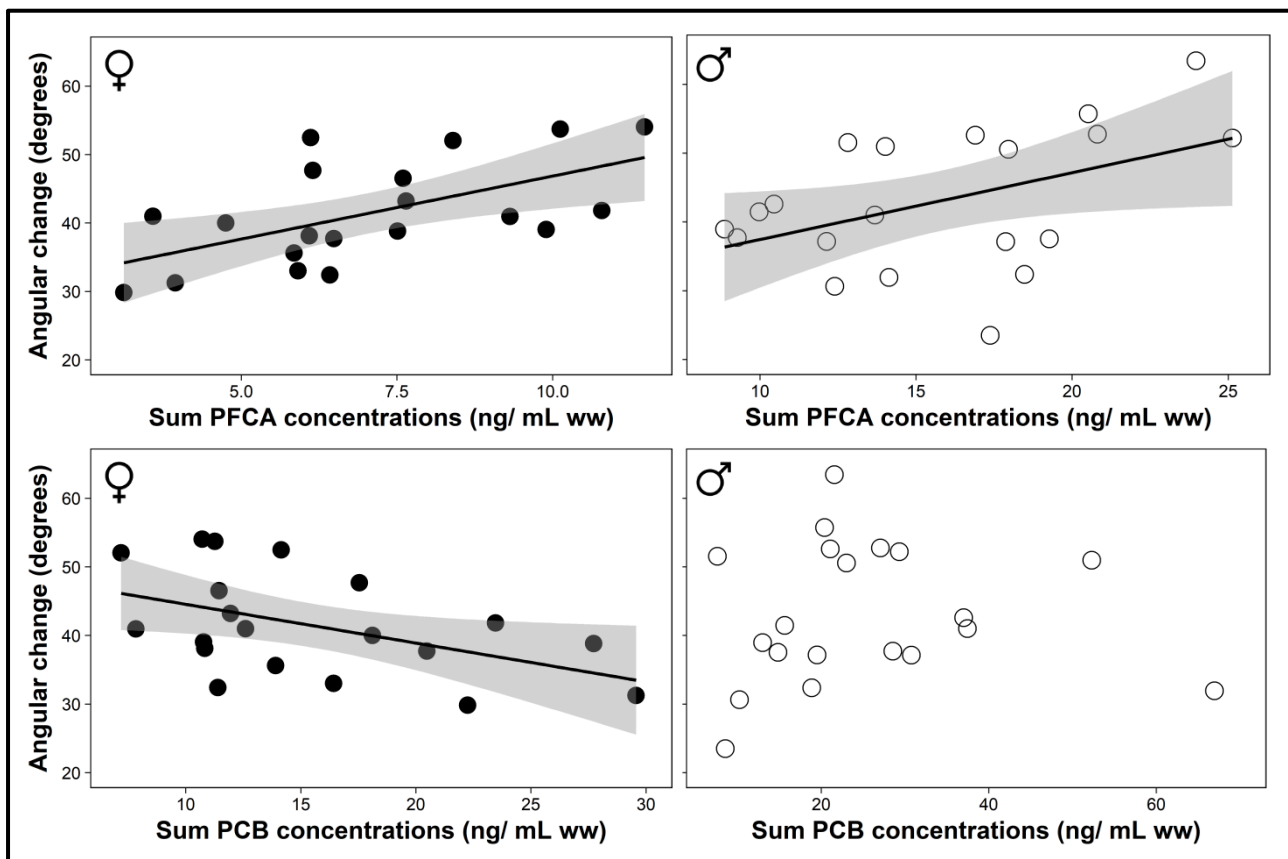 ♀
♂
Angular change (degrees)
60
50
40
30
20
5.0 7.5 10.0
10 15 20 25
Sum PFCA concentrations (ng/ mL ww)
Sum PFCA concentrations (ng/ mL ww)
♀
♂
Angular change (degrees)
60
50
40
30
20
10 15 20 25 30
20 40 60
Sum PCB concentrations (ng/ mL ww)
Sum PCB concentrations (ng/ mL ww)